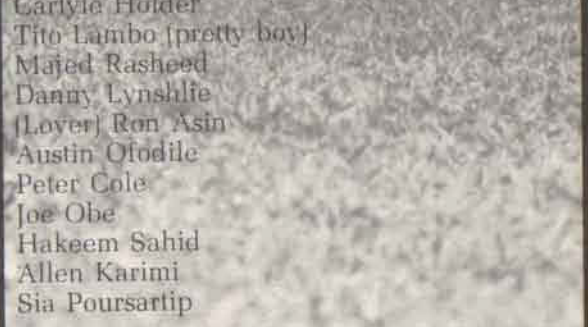 Carlyle Holder
Tito Lambo (pretty boy)
Majed Rasheed
Danny Lynshlie
(Lover) Ron Asin
Austin Ofodile
Peter Cole
Joe Obe
Hakeem Sahid
Allen Karimi
Sia Poursartip